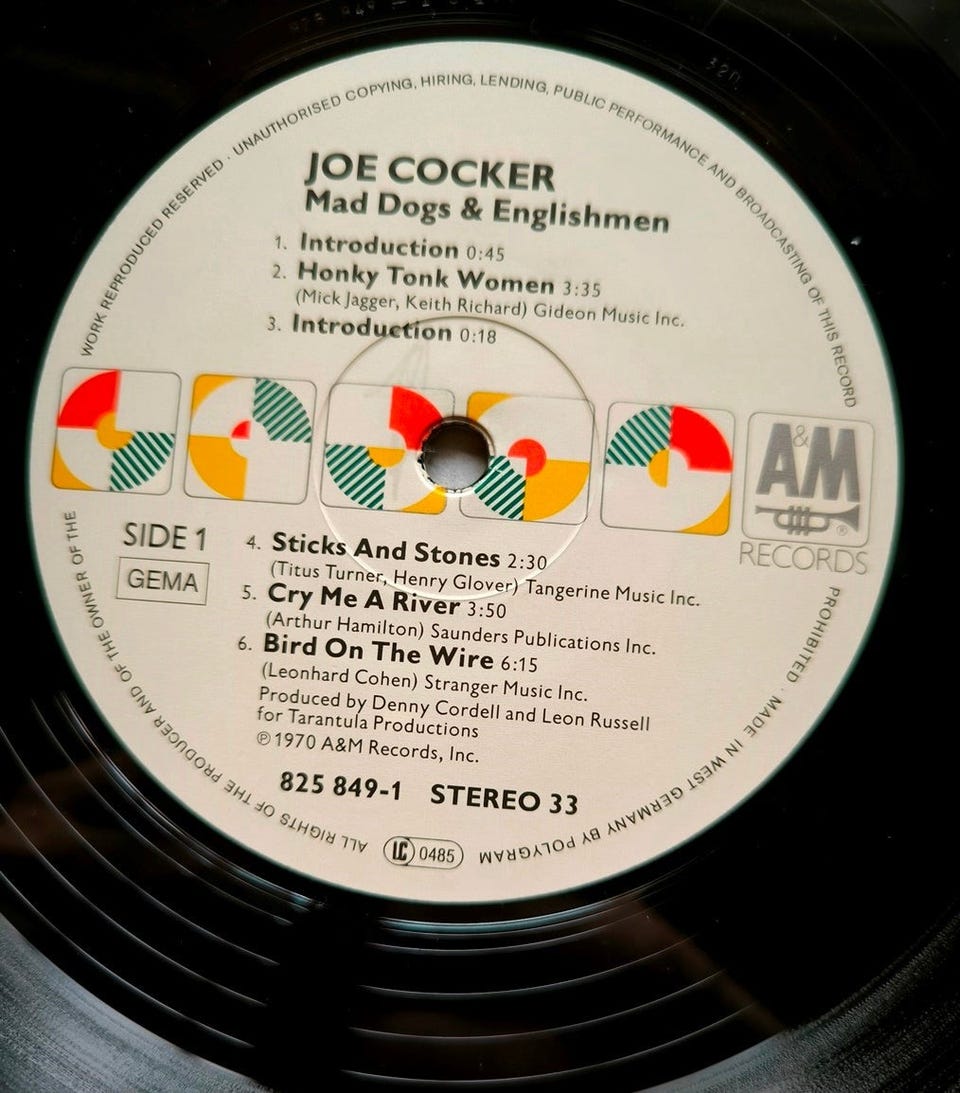 WORK REPRODUCED RESERVED · UNAUTHORISED COPYING, HIRING, LENDING, PUBLIC PERFORMANCE AND BROADCASTING OF THIS RECORD
JOE COCKER
Mad Dogs & Englishmen
1. Introduction 0:45
2. Honky Tonk Women 3:35
(Mick Jagger, Keith Richard) Gideon Music Inc.
3. Introduction 0:18
A&M
®
RECORDS
SIDE 1
GEMA
4. Sticks And Stones 2:30
(Titus Turner, Henry Glover) Tangerine Music Inc.
5. Cry Me A River 3:50
(Arthur Hamilton) Saunders Publications Inc.
6. Bird On The Wire 6:15
(Leonhard Cohen) Stranger Music Inc.
Produced by Denny Cordell and Leon Russell
for Tarantula Productions
℗ 1970 A&M Records, Inc.
825 849-1 STEREO 33
PROHIBITED · MADE IN WEST GERMANY BY POLYGRAM
LC 0485
ALL RIGHTS OF THE PRODUCER AND OF THE OWNER OF THE
320